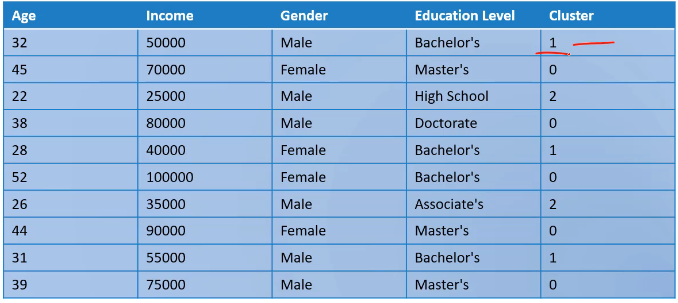 Age Income Gender Education Level Cluster
32 50000 Male Bachelor's 1
45 70000 Female Master's 0
22 25000 Male High School 2
38 80000 Male Doctorate 0
28 40000 Female Bachelor's 1
52 100000 Female Bachelor's 0
26 35000 Male Associate's 2
44 90000 Female Master's 0
31 55000 Male Bachelor's 1
39 75000 Male Master's 0